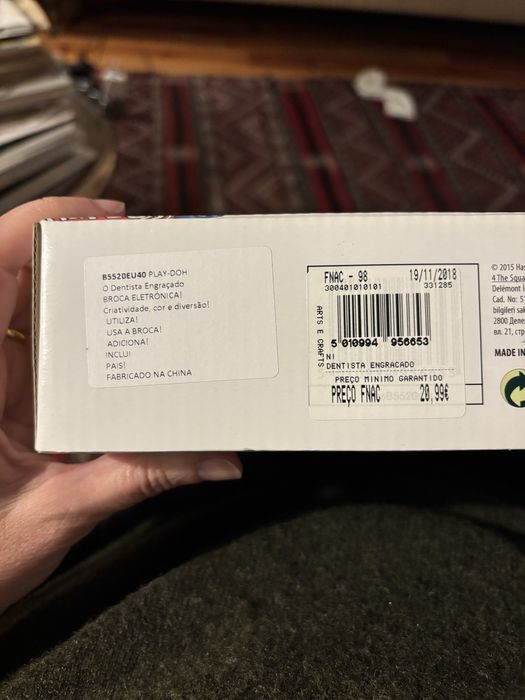 B5520EU40 PLAY-DOH
O Dentista Engraçado
BROCA ELETRÓNICA!
Criatividade, cor e diversão!
UTILIZA!
USA A BROCA!
ADICIONA!
INCLUI
PAIS!
FABRICADO NA CHINA
FNAC - 98 19/11/2018
300401010101 331285
ARTS E CRAFTS
5 010994 956653
NI
DENTISTA ENGRACADO
PREÇO MINIMO GARANTIDO
PREÇO FNAC 20,99€
© 2015 Has
4 The Squa
Delémont
Cad. No: 5
bilgileri sak
2800 Деле
вл. 21, стр
MADE IN